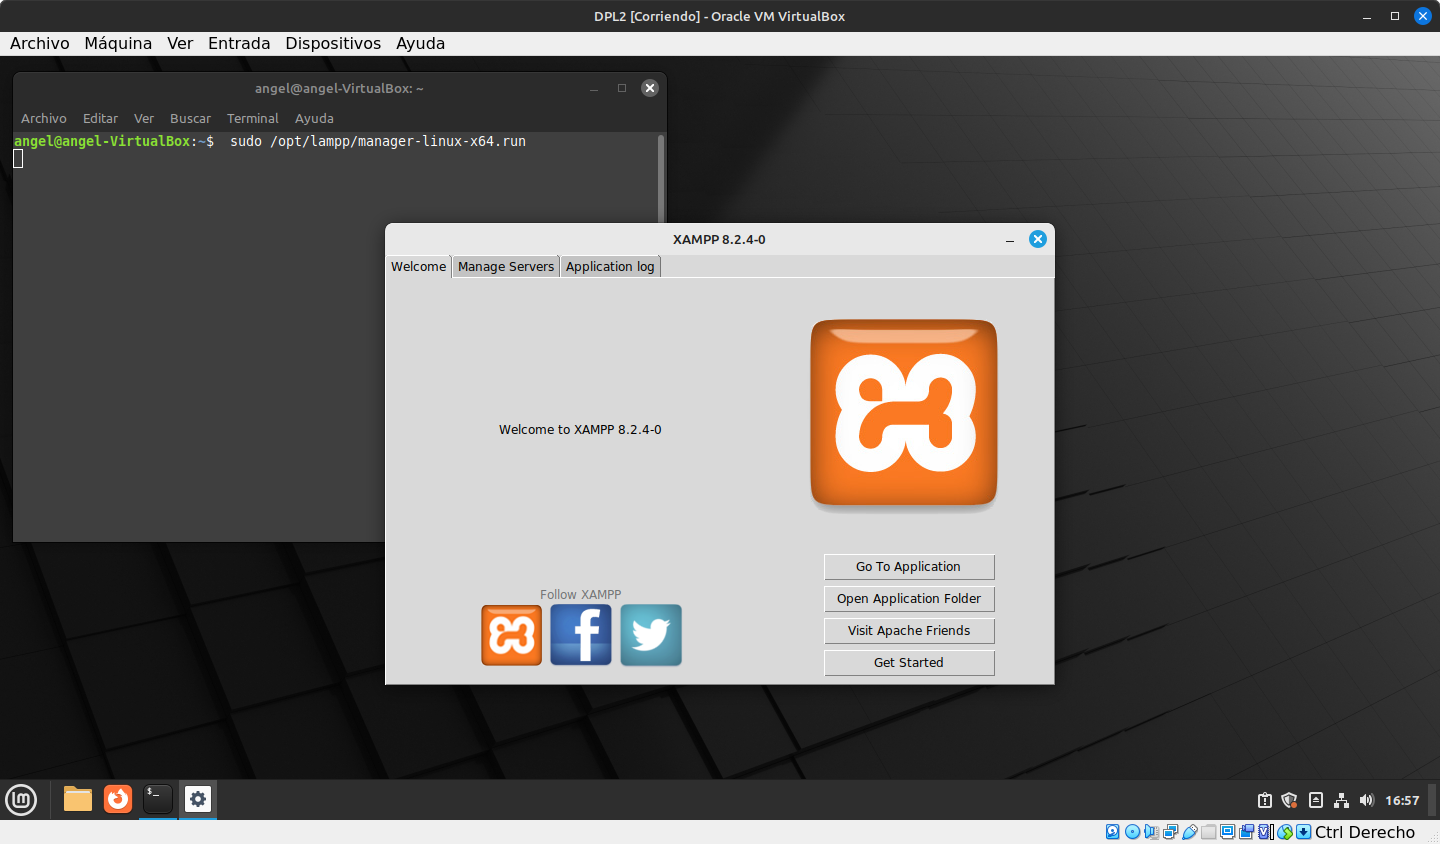 DPL2 [Corriendo] - Oracle VM VirtualBox
Archivo Máquina Ver Entrada Dispositivos Ayuda
angel@angel-VirtualBox: ~
Archivo Editar Ver Buscar Terminal Ayuda
angel@angel-VirtualBox:~$ sudo /opt/lampp/manager-linux-x64.run
XAMPP 8.2.4-0
Welcome Manage Servers Application log
Welcome to XAMPP 8.2.4-0
Go To Application
Open Application Folder
Visit Apache Friends
Get Started
Follow XAMPP
16:57
Ctrl Derecho